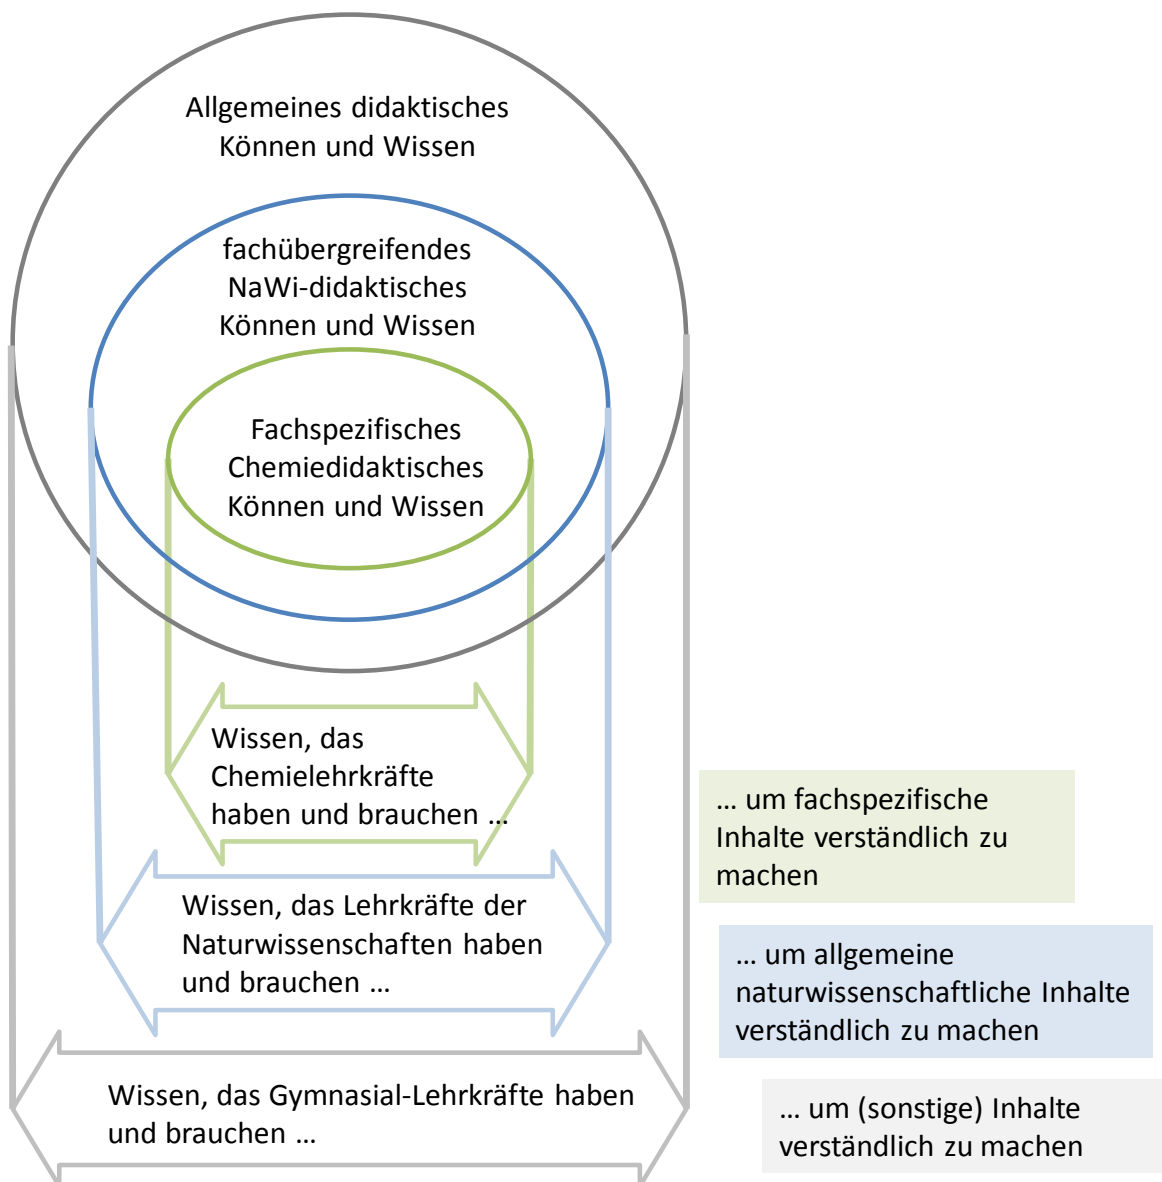 Allgemeines didaktisches
Können und Wissen
fachübergreifendes
NaWi-didaktisches
Können und Wissen
Fachspezifisches
Chemiedidaktisches
Können und Wissen
Wissen, das
Chemielehrkräfte
haben und brauchen …
… um fachspezifische
Inhalte verständlich zu
machen
Wissen, das Lehrkräfte der
Naturwissenschaften haben
und brauchen …
… um allgemeine
naturwissenschaftliche Inhalte
verständlich zu machen
Wissen, das Gymnasial-Lehrkräfte haben
und brauchen …
… um (sonstige) Inhalte
verständlich zu machen